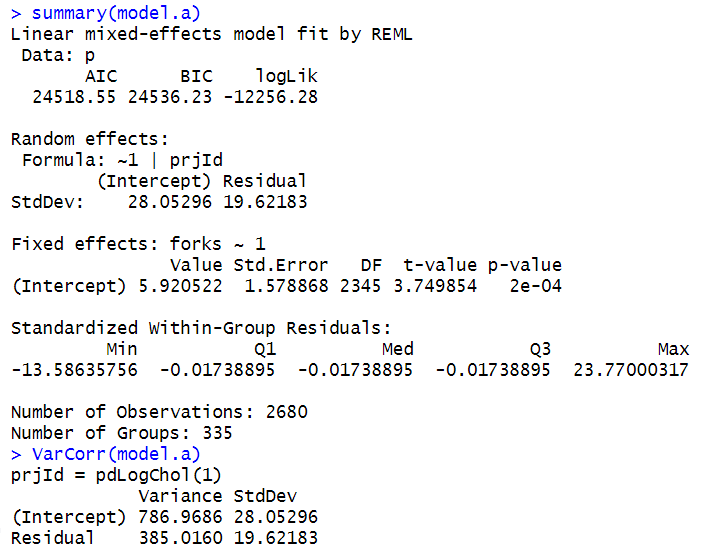 > summary(model.a)
Linear mixed-effects model fit by REML
 Data: p
       AIC      BIC    logLik
  24518.55 24536.23 -12256.28

Random effects:
 Formula: ~1 | prjId
        (Intercept) Residual
StdDev:    28.05296 19.62183

Fixed effects: forks ~ 1
               Value Std.Error   DF  t-value p-value
(Intercept) 5.920522  1.578868 2345 3.749854   2e-04

Standardized Within-Group Residuals:
         Min           Q1          Med           Q3          Max
-13.58635756  -0.01738895  -0.01738895  -0.01738895  23.77000317

Number of Observations: 2680
Number of Groups: 335
> VarCorr(model.a)
prjId = pdLogChol(1)
            Variance StdDev
(Intercept) 786.9686 28.05296
Residual    385.0160 19.62183